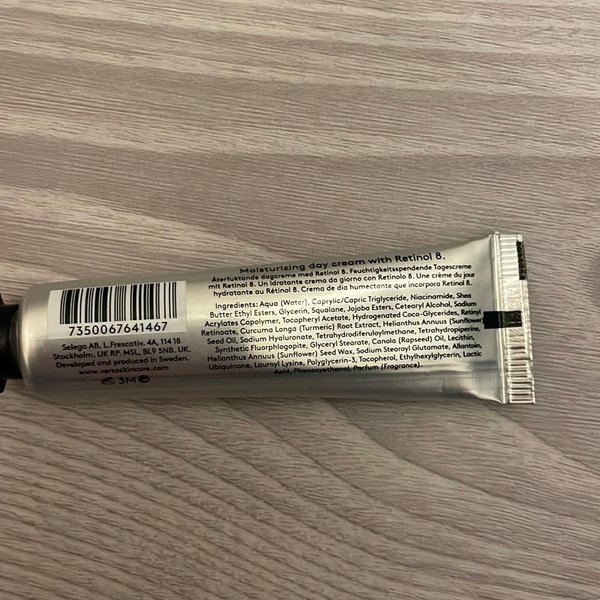 Moisturizing day cream with Retinol 8.
Återfuktande dagcreme med Retinol 8. Feuchtigkeitsspendende Tagescreme
mit Retinol 8. Un idratante crema da giorno con Retinolo 8. Une crème du jour
hydratante au Rétinol 8. Crema de dia humectante que incorpora Retinol 8.
Ingredients: Aqua (Water), Caprylic/Capric Triglyceride, Niacinamide, Shea
Butter Ethyl Esters, Glycerin, Squalane, Jojoba Esters, Cetearyl Alcohol, Sodium
Acrylates Copolymer, Tocopheryl Acetate, Hydrogenated Coco-Glycerides, Retinyl
Retinoate, Curcuma Longa (Turmeric) Root Extract, Helianthus Annuus (Sunflower)
Seed Oil, Sodium Hyaluronate, Tetrahydrodiferuloylmethane, Tetrahydropiperine,
Synthetic Fluorphlogopite, Glyceryl Stearate, Canola (Rapeseed) Oil, Lecithin,
Helianthus Annuus (Sunflower) Seed Wax, Sodium Stearoyl Glutamate, Allantoin,
Ubiquinone, Lauroyl Lysine, Polyglycerin-3, Tocopherol, Ethylhexylglycerin, Lactic
Acid, Phenoxyethanol, Parfum (Fragrance).
7350067641467
Selego AB, L.Frescativ. 4A, 114 18
Stockholm. UK RP. MSL, BL9 5NB. UK.
Developed and produced in Sweden.
www.versoskincare.com
3M